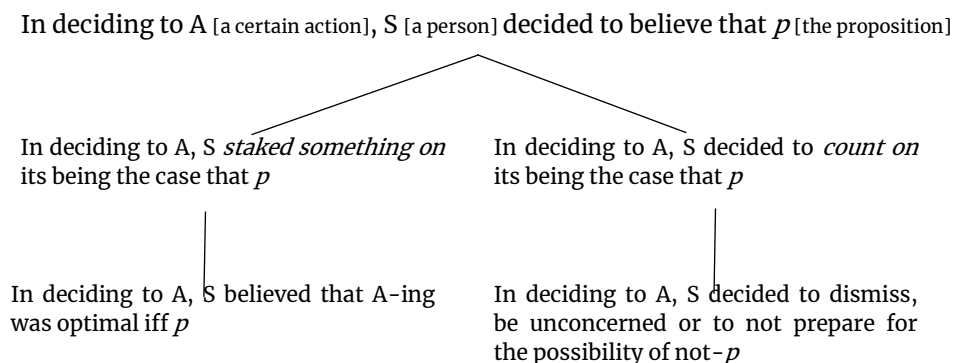 In deciding to A [a certain action], S [a person] decided to believe that p [the proposition]
In deciding to A, S staked something on
its being the case that p
In deciding to A, S decided to count on
its being the case that p
In deciding to A, S believed that A-ing
was optimal iff p
In deciding to A, S decided to dismiss,
be unconcerned or to not prepare for
the possibility of not-p